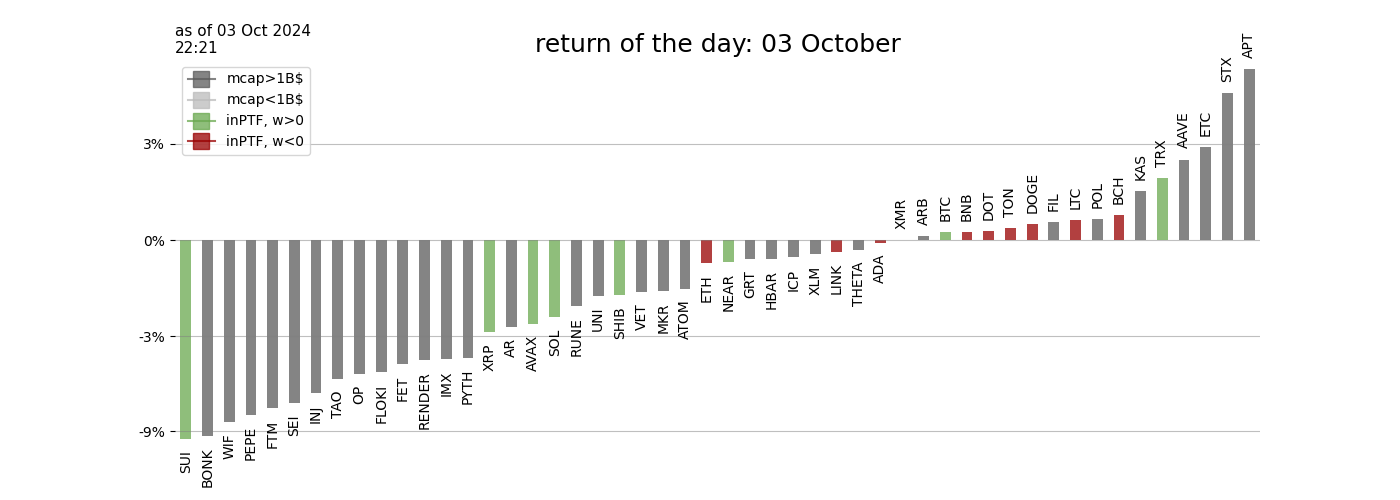 as of 03 Oct 2024
22:21
return of the day: 03 October
mcap>1B$
mcap<1B$
inPTF, w>0
inPTF, w<0
3%
0%
-3%
-9%
SUI
BONK
WIF
PEPE
FTM
SEI
INJ
TAO
OP
FLOKI
FET
RENDER
IMX
PYTH
XRP
AR
AVAX
SOL
RUNE
UNI
SHIB
VET
MKR
ATOM
ETH
NEAR
GRT
HBAR
ICP
XLM
LINK
THETA
ADA
XMR
ARB
BTC
BNB
DOT
TON
DOGE
FIL
LTC
POL
BCH
KAS
TRX
AAVE
ETC
STX
APT